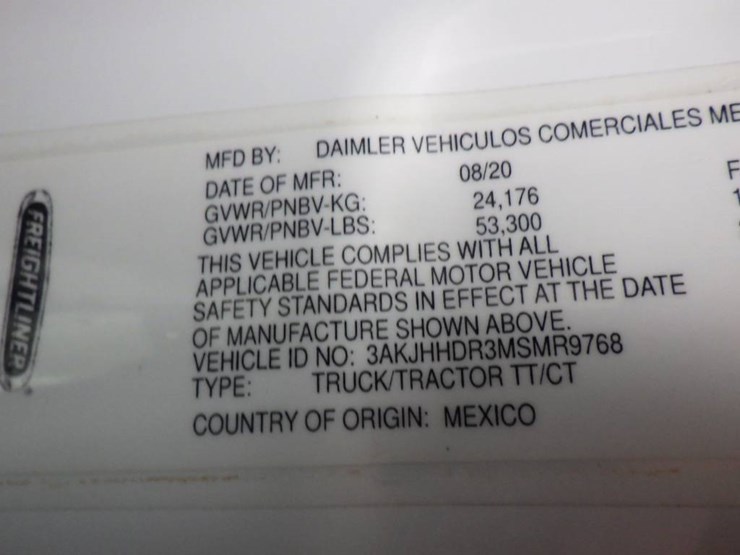 FREIGHTLINER
MFD BY: DAIMLER VEHICULOS COMERCIALES ME
DATE OF MFR: 08/20 F
GVWR/PNBV-KG: 24,176 1
GVWR/PNBV-LBS: 53,300
THIS VEHICLE COMPLIES WITH ALL
APPLICABLE FEDERAL MOTOR VEHICLE
SAFETY STANDARDS IN EFFECT AT THE DATE
OF MANUFACTURE SHOWN ABOVE.
VEHICLE ID NO: 3AKJHHDR3MSMR9768
TYPE: TRUCK/TRACTOR TT/CT
COUNTRY OF ORIGIN: MEXICO